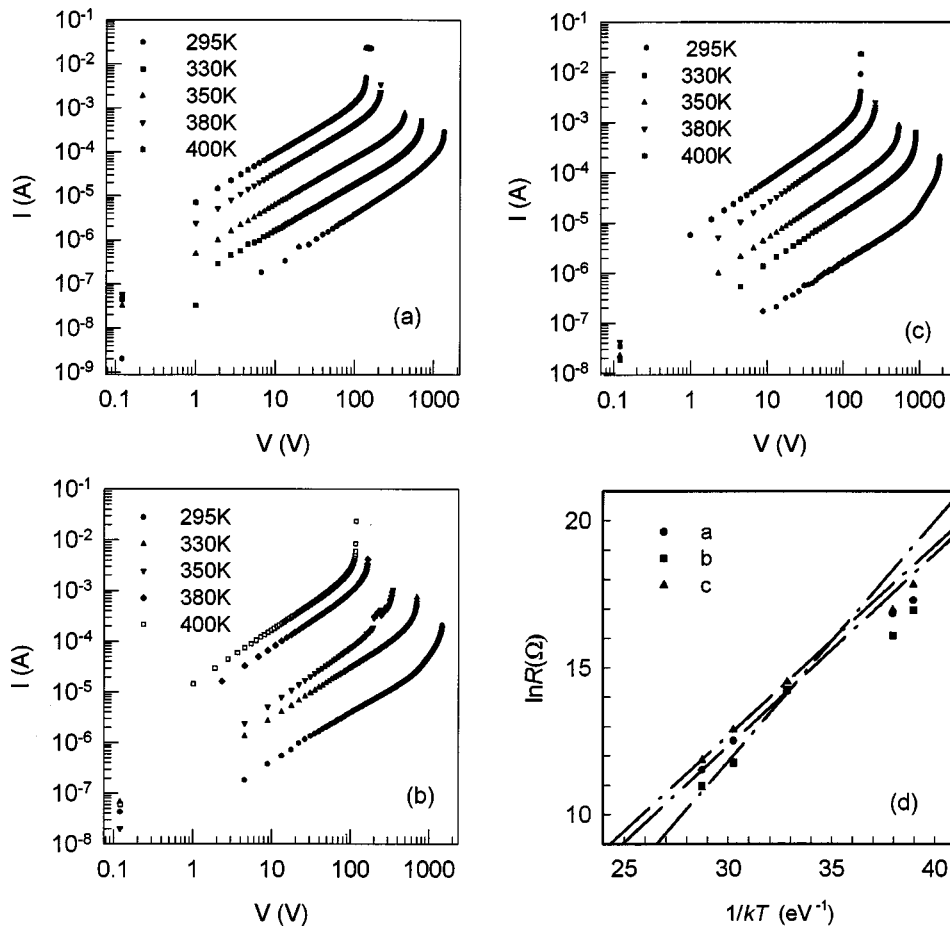 10⁻¹
10⁻²
10⁻³
10⁻⁴
10⁻⁵
10⁻⁶
10⁻⁷
10⁻⁸
10⁻⁹
I (A)
295K
330K
350K
380K
400K
(a)
0.1 1 10 100 1000
V (V)
10⁻¹
10⁻²
10⁻³
10⁻⁴
10⁻⁵
10⁻⁶
10⁻⁷
10⁻⁸
I (A)
295K
330K
350K
380K
400K
(c)
0.1 1 10 100 1000
V (V)
10⁻¹
10⁻²
10⁻³
10⁻⁴
10⁻⁵
10⁻⁶
10⁻⁷
10⁻⁸
I (A)
295K
330K
350K
380K
400K
(b)
0.1 1 10 100 1000
V (V)
20
15
10
lnR(Ω)
a
b
c
(d)
25 30 35 40
1/kT (eV⁻¹)